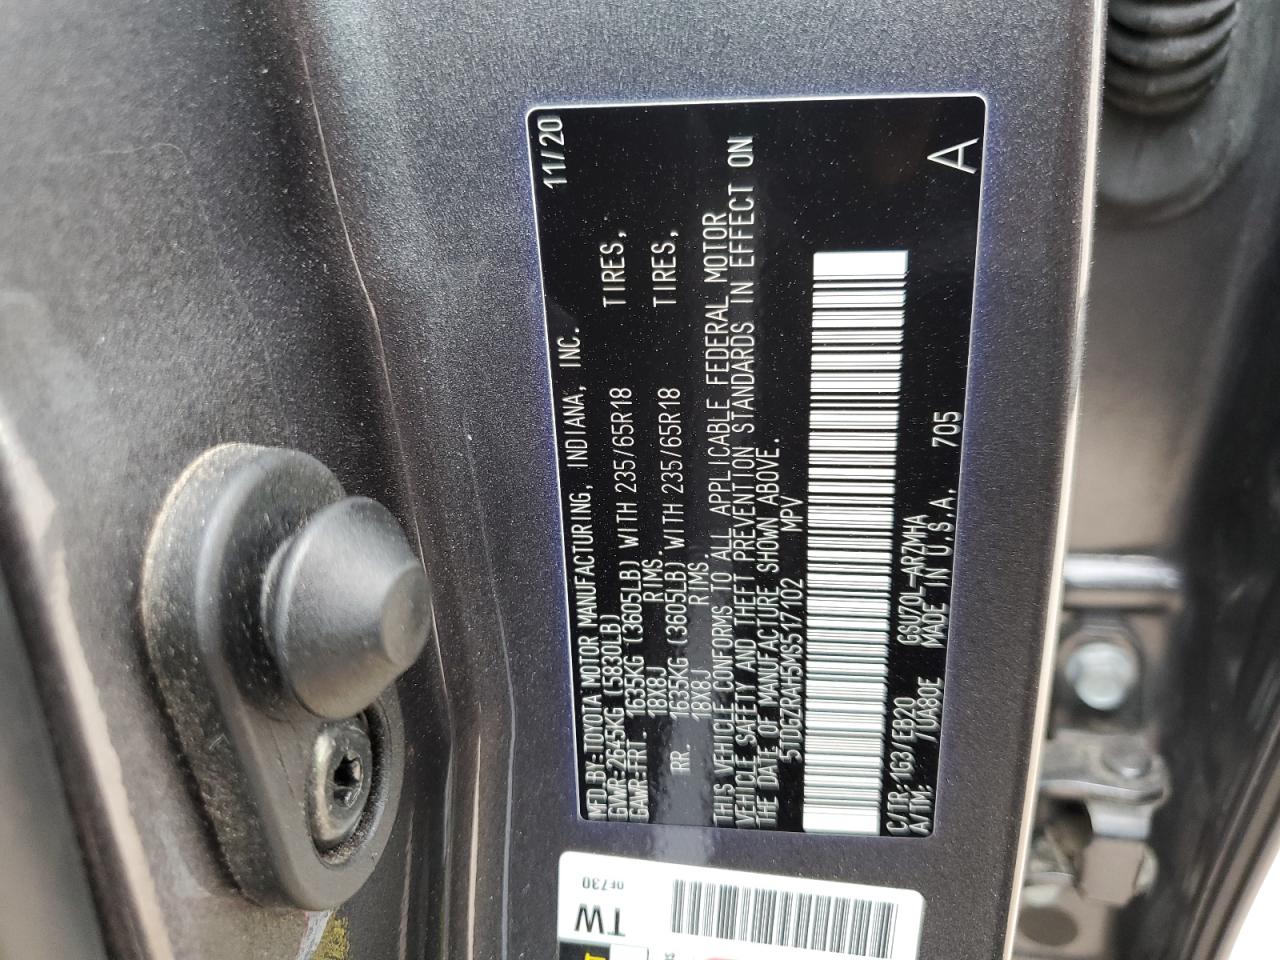 MFD.BY:TOYOTA MOTOR MANUFACTURING, INDIANA, INC. 11/20
GVWR:2645KG (5830LB)
GAWR:FRT 1635KG (3605LB) WITH 235/65R18 TIRES,
18X8J RIMS.
RR. 1635KG (3605LB) WITH 235/65R18 TIRES,
18X8J RIMS.
THIS VEHICLE CONFORMS TO ALL APPLICABLE FEDERAL MOTOR
VEHICLE SAFETY AND THEFT PREVENTION STANDARDS IN EFFECT ON
THE DATE OF MANUFACTURE SHOWN ABOVE.
5TDGZRAH5MS517102 MPV
C/TR:1G3/EB20 GSU70L-ARZMHA
A/TM: /UA80E MADE IN U.S.A. 705
A
0F730
TW